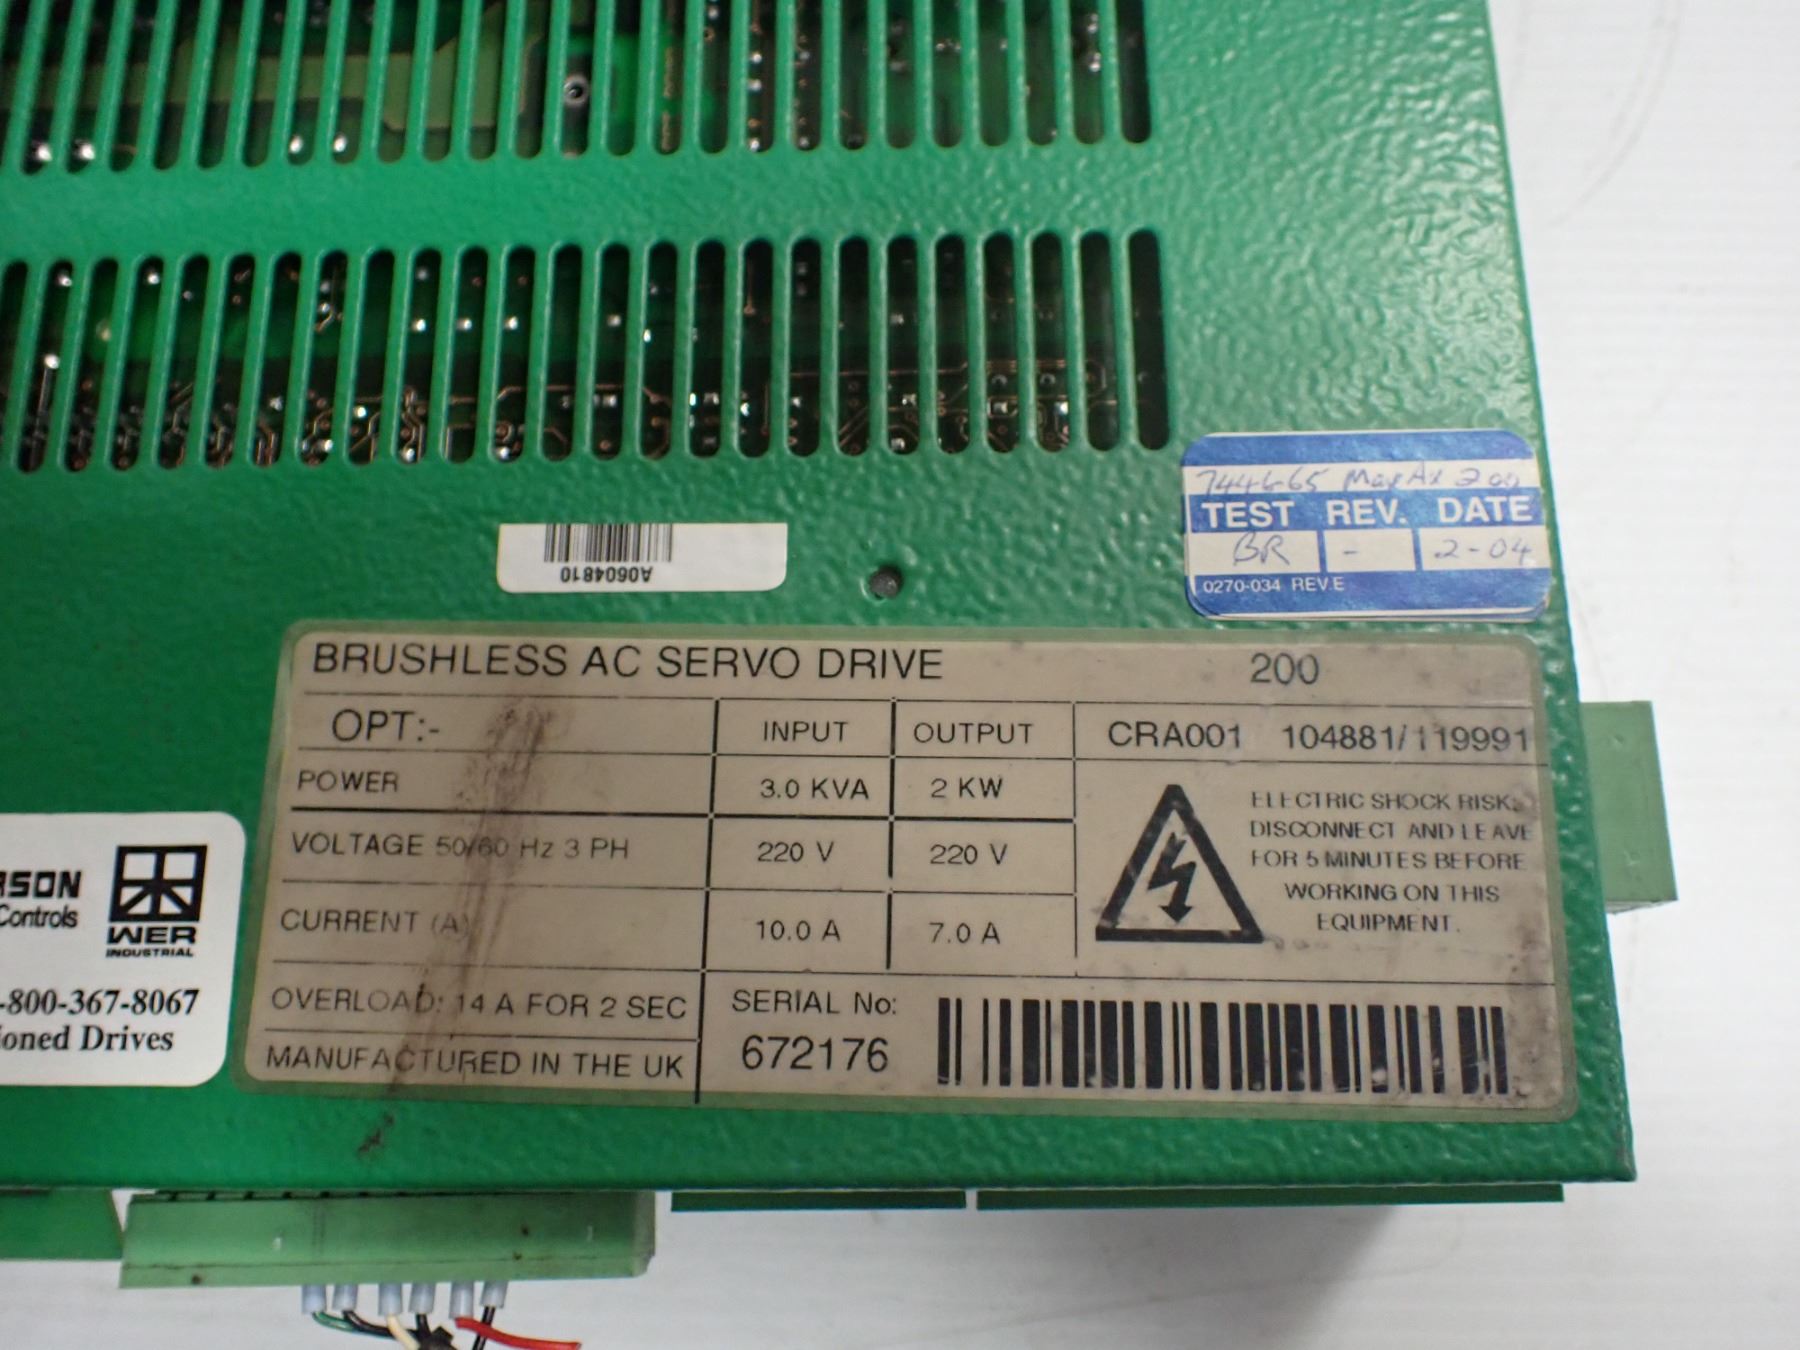 TEST REV. DATE
BR - 2-04
0270-034 REV.E
A0604810
BRUSHLESS AC SERVO DRIVE 200
OPT:- INPUT OUTPUT CRA001 104881/119991
POWER 3.0 KVA 2 KW
VOLTAGE 50/60 Hz 3 PH 220 V 220 V
CURRENT (A) 10.0 A 7.0 A
ELECTRIC SHOCK RISK:
DISCONNECT AND LEAVE
FOR 5 MINUTES BEFORE
WORKING ON THIS
EQUIPMENT.
OVERLOAD: 14 A FOR 2 SEC
MANUFACTURED IN THE UK
SERIAL No:
672176
RSON
Controls
WER
INDUSTRIAL
-800-367-8067
ioned Drives